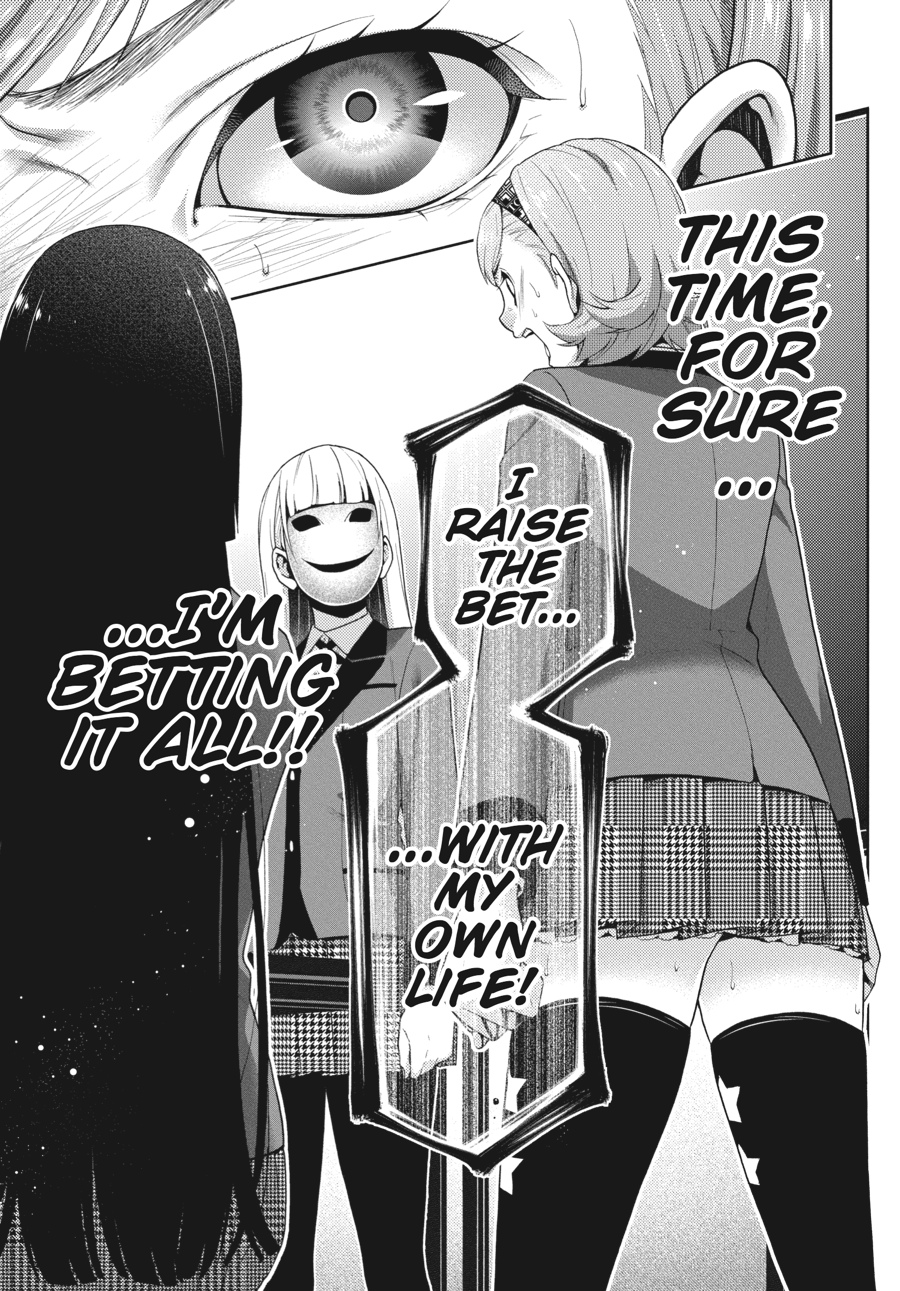 THIS
TIME,
FOR
SURE
...
I
RAISE
THE
BET...
...WITH
MY
OWN
LIFE!
...I'M
BETTING
IT ALL!!